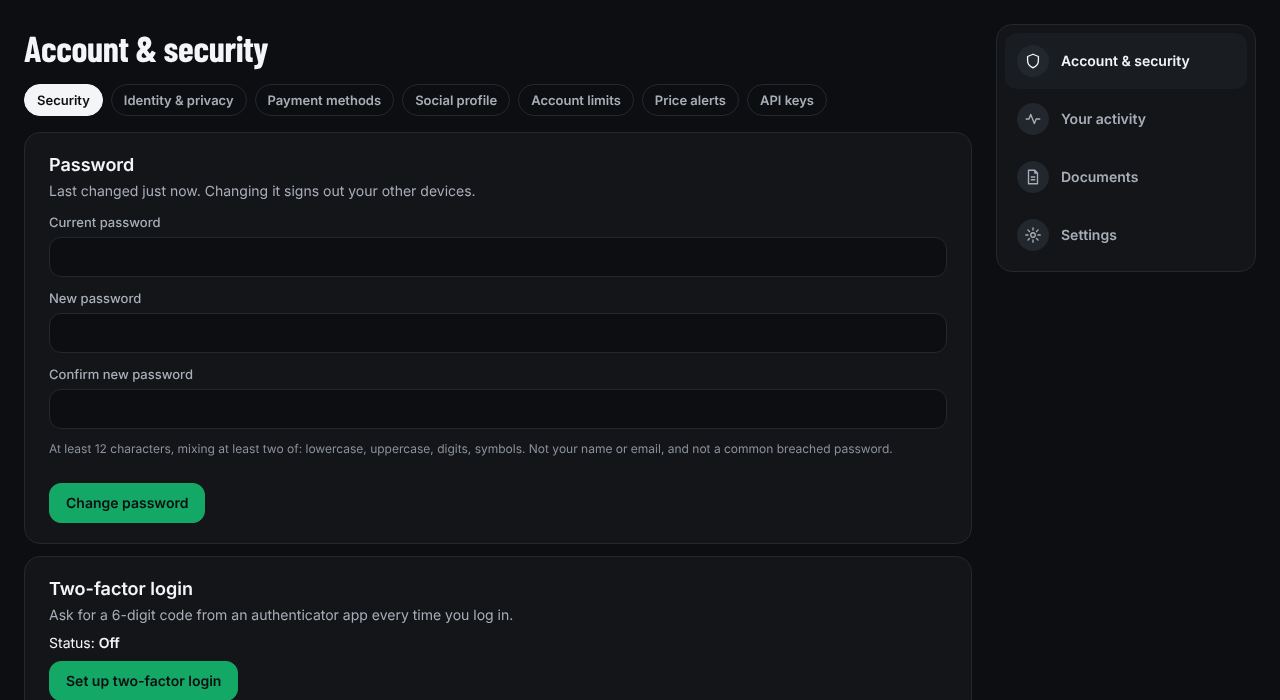 Account & security
Security
Identity & privacy
Payment methods
Social profile
Account limits
Price alerts
API keys
Password
Last changed just now. Changing it signs out your other devices.
Current password
New password
Confirm new password
At least 12 characters, mixing at least two of: lowercase, uppercase, digits, symbols. Not your name or email, and not a common breached password.
Change password
Two-factor login
Ask for a 6-digit code from an authenticator app every time you log in.
Status: Off
Set up two-factor login
Account & security
Your activity
Documents
Settings